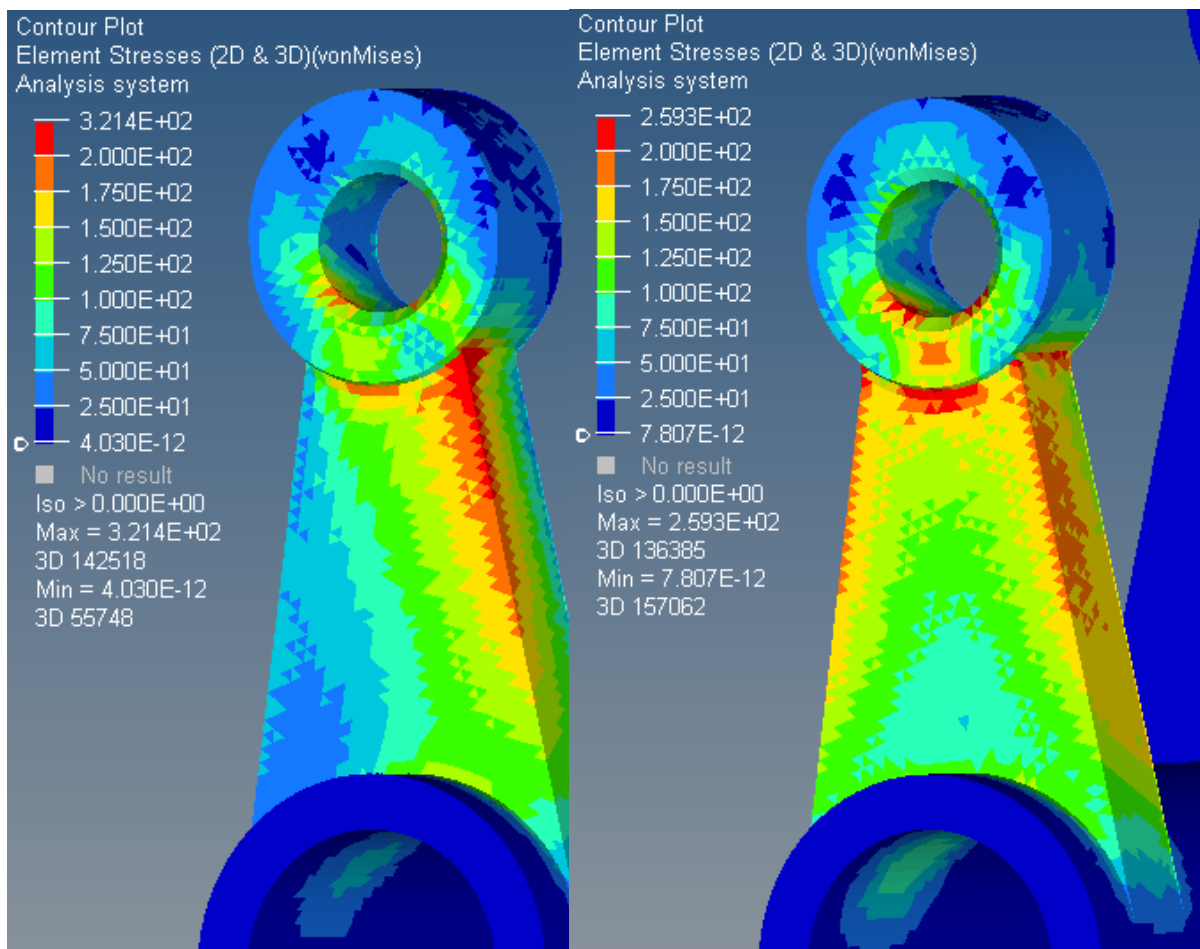 Contour Plot
Element Stresses (2D & 3D)(vonMises)
Analysis system
3.214E+02
2.000E+02
1.750E+02
1.500E+02
1.250E+02
1.000E+02
7.500E+01
5.000E+01
2.500E+01
4.030E-12
No result
Iso > 0.000E+00
Max = 3.214E+02
3D 142518
Min = 4.030E-12
3D 55748
Contour Plot
Element Stresses (2D & 3D)(vonMises)
Analysis system
2.593E+02
2.000E+02
1.750E+02
1.500E+02
1.250E+02
1.000E+02
7.500E+01
5.000E+01
2.500E+01
7.807E-12
No result
Iso > 0.000E+00
Max = 2.593E+02
3D 136385
Min = 7.807E-12
3D 157062